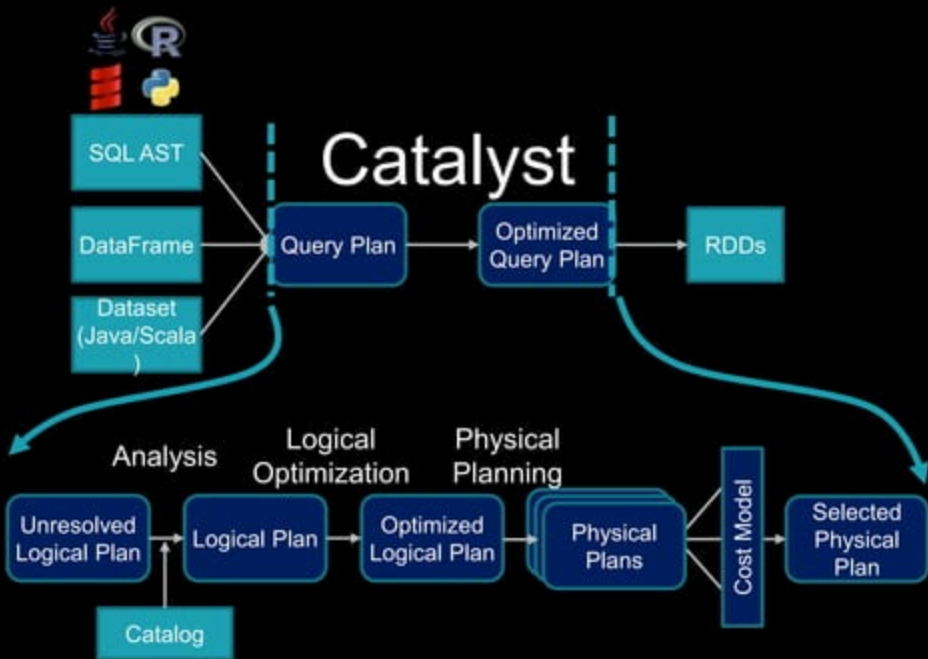 R
SQL AST
Catalyst
DataFrame
Query Plan
Optimized
Query Plan
RDDs
Dataset
(Java/Scala
)
Analysis
Logical
Optimization
Physical
Planning
Unresolved
Logical Plan
Logical Plan
Optimized
Logical Plan
Physical
Plans
Cost Model
Selected
Physical
Plan
Catalog